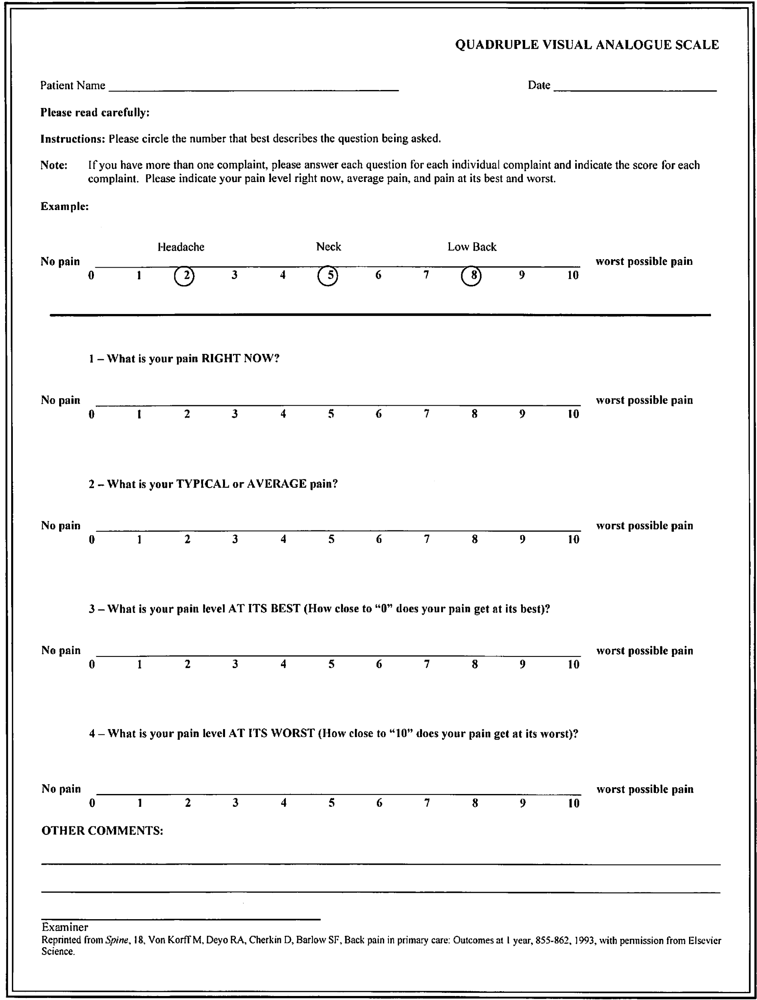 QUADRUPLE VISUAL ANALOGUE SCALE
Patient Name Date
Please read carefully:
Instructions: Please circle the number that best describes the question being asked.
Note: If you have more than one complaint, please answer each question for each individual complaint and indicate the score for each
complaint. Please indicate your pain level right now, average pain, and pain at its best and worst.
Example:
Headache Neck Low Back
No pain worst possible pain
0 1 2 3 4 5 6 7 8 9 10
1 – What is your pain RIGHT NOW?
No pain worst possible pain
0 1 2 3 4 5 6 7 8 9 10
2 – What is your TYPICAL or AVERAGE pain?
No pain worst possible pain
0 1 2 3 4 5 6 7 8 9 10
3 – What is your pain level AT ITS BEST (How close to “0” does your pain get at its best)?
No pain worst possible pain
0 1 2 3 4 5 6 7 8 9 10
4 – What is your pain level AT ITS WORST (How close to “10” does your pain get at its worst)?
No pain worst possible pain
0 1 2 3 4 5 6 7 8 9 10
OTHER COMMENTS:
Examiner
Reprinted from Spine, 18, Von Korff M, Deyo RA, Cherkin D, Barlow SF, Back pain in primary care: Outcomes at 1 year, 855-862, 1993, with permission from Elsevier
Science.